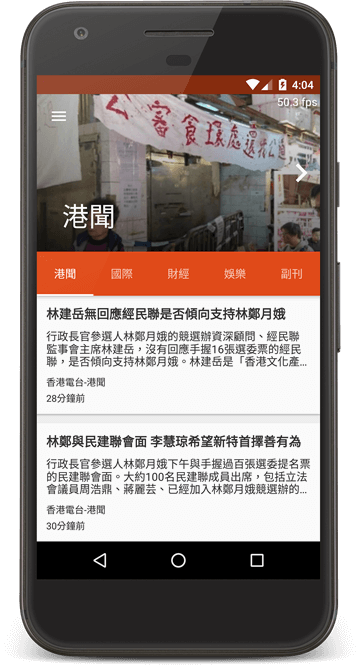 4:04
50.3 fps
審食環處還花公道
港聞
港聞 國際 財經 娛樂 副刊
林建岳無回應經民聯是否傾向支持林鄭月娥
行政長官參選人林鄭月娥的競選辦資深顧問、經民聯
監事會主席林建岳，沒有回應手握16張選委票的經民
聯，是否傾向支持林鄭月娥。林建岳是「香港文化產...
香港電台-港聞
28分鐘前
林鄭與民建聯會面 李慧琼希望新特首擇善有為
行政長官參選人林鄭月娥下午與手握過百張選委提名票
的民建聯會面。大約100名民建聯成員出席，包括立法
會議員周浩鼎、蔣麗芸、已經加入林鄭月娥競選辦的...
香港電台-港聞
30分鐘前